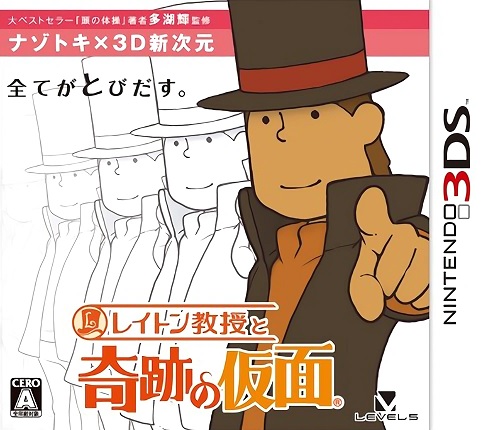 大ベストセラー「頭の体操」著者多湖輝監修
ナゾトキ×3D新次元
全てがとびだす。
L
レイトン教授と
奇跡の仮面®
CERO
A
LEVEL5
NINTENDO3DS